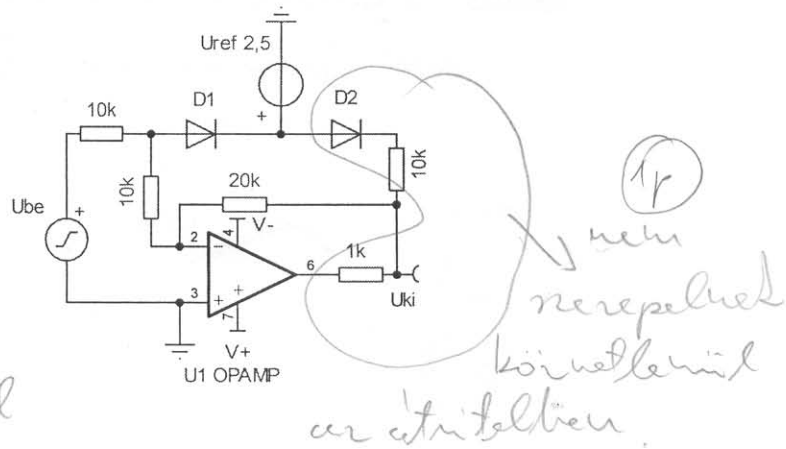 Uref 2,5
+
10k
D1
D2
10k
10k
Ube
+
20k
V-
2
4
6
1k
3
7
Uki
V+
U1 OPAMP
1p
nem
szerepelnek
közvetlenül
az átvitelben